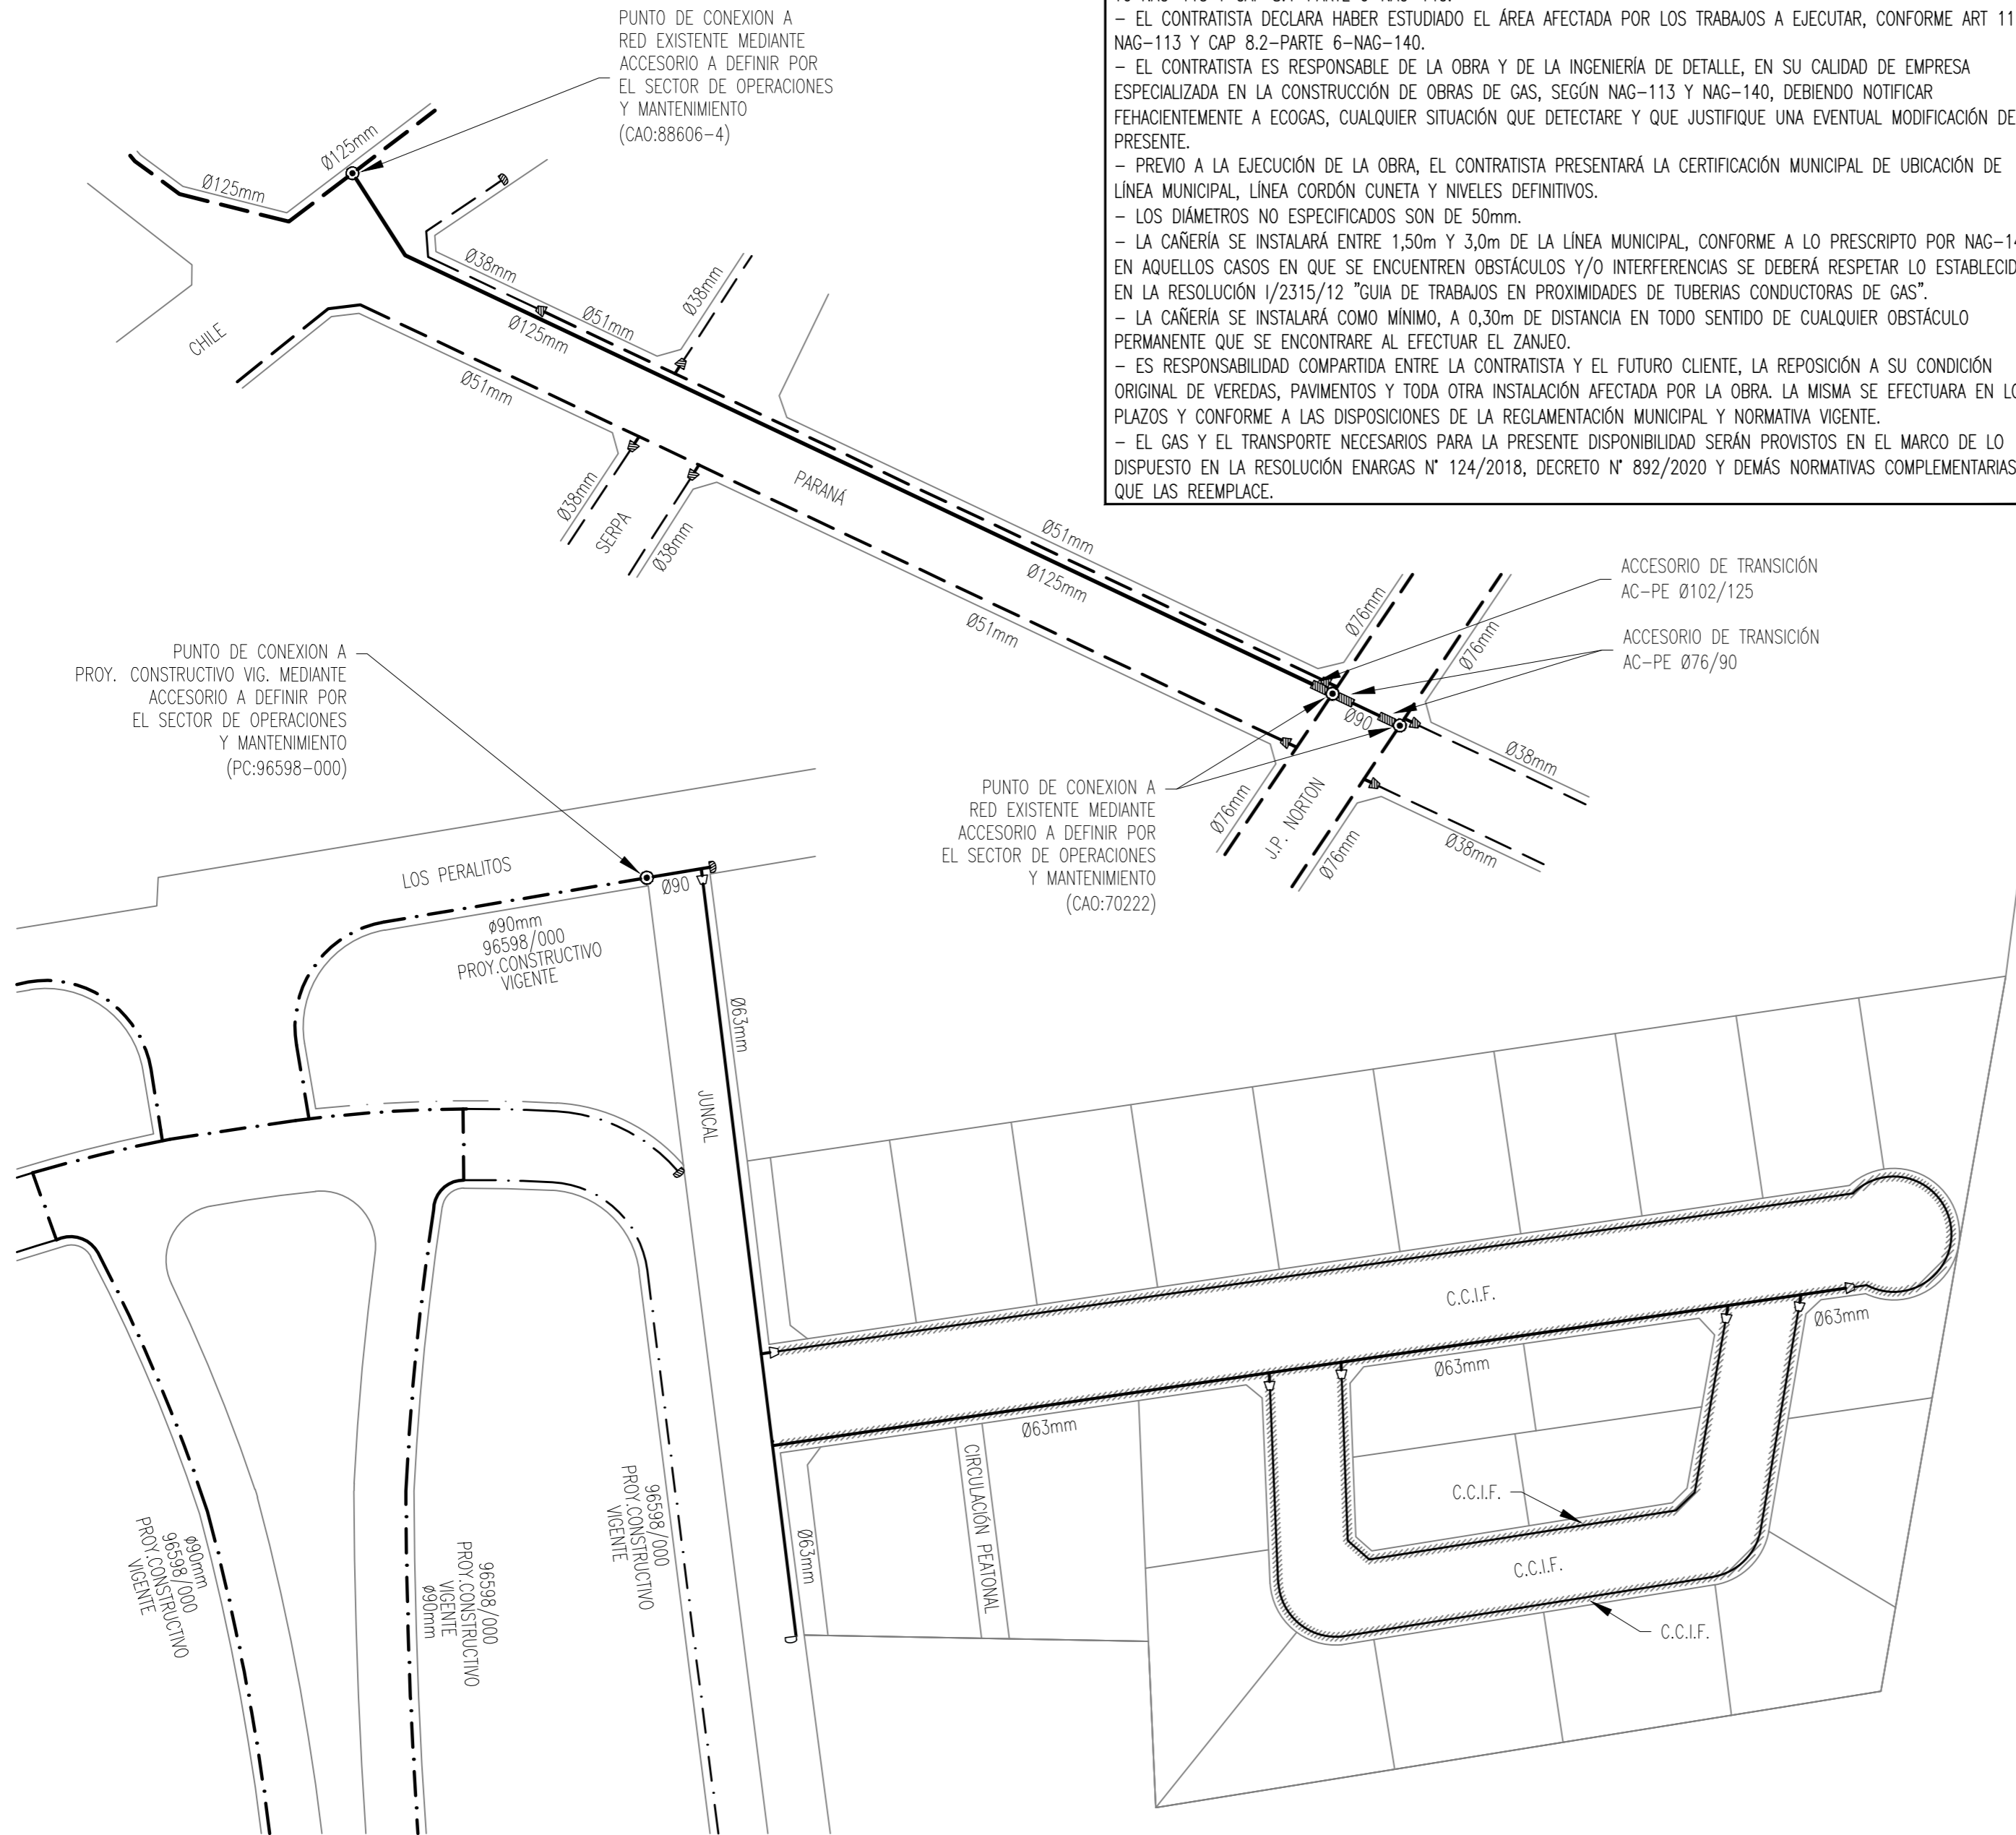 PUNTO DE CONEXION A
RED EXISTENTE MEDIANTE
ACCESORIO A DEFINIR POR
EL SECTOR DE OPERACIONES
Y MANTENIMIENTO
(CAO:88606-4)
– EL CONTRATISTA DECLARA HABER ESTUDIADO EL ÁREA AFECTADA POR LOS TRABAJOS A EJECUTAR, CONFORME ART 11
NAG-113 Y CAP 8.2-PARTE 6-NAG-140.
– EL CONTRATISTA ES RESPONSABLE DE LA OBRA Y DE LA INGENIERÍA DE DETALLE, EN SU CALIDAD DE EMPRESA
ESPECIALIZADA EN LA CONSTRUCCIÓN DE OBRAS DE GAS, SEGÚN NAG-113 Y NAG-140, DEBIENDO NOTIFICAR
FEHACIENTEMENTE A ECOGAS, CUALQUIER SITUACIÓN QUE DETECTARE Y QUE JUSTIFIQUE UNA EVENTUAL MODIFICACIÓN DE
PRESENTE.
– PREVIO A LA EJECUCIÓN DE LA OBRA, EL CONTRATISTA PRESENTARÁ LA CERTIFICACIÓN MUNICIPAL DE UBICACIÓN DE
LÍNEA MUNICIPAL, LÍNEA CORDÓN CUNETA Y NIVELES DEFINITIVOS.
– LOS DIÁMETROS NO ESPECIFICADOS SON DE 50mm.
– LA CAÑERÍA SE INSTALARÁ ENTRE 1,50m Y 3,0m DE LA LÍNEA MUNICIPAL, CONFORME A LO PRESCRIPTO POR NAG-14
EN AQUELLOS CASOS EN QUE SE ENCUENTREN OBSTÁCULOS Y/O INTERFERENCIAS SE DEBERÁ RESPETAR LO ESTABLECID
EN LA RESOLUCIÓN I/2315/12 "GUIA DE TRABAJOS EN PROXIMIDADES DE TUBERIAS CONDUCTORAS DE GAS".
– LA CAÑERÍA SE INSTALARÁ COMO MÍNIMO, A 0,30m DE DISTANCIA EN TODO SENTIDO DE CUALQUIER OBSTÁCULO
PERMANENTE QUE SE ENCONTRARE AL EFECTUAR EL ZANJEO.
– ES RESPONSABILIDAD COMPARTIDA ENTRE LA CONTRATISTA Y EL FUTURO CLIENTE, LA REPOSICIÓN A SU CONDICIÓN
ORIGINAL DE VEREDAS, PAVIMENTOS Y TODA OTRA INSTALACIÓN AFECTADA POR LA OBRA. LA MISMA SE EFECTUARA EN LO
PLAZOS Y CONFORME A LAS DISPOSICIONES DE LA REGLAMENTACIÓN MUNICIPAL Y NORMATIVA VIGENTE.
– EL GAS Y EL TRANSPORTE NECESARIOS PARA LA PRESENTE DISPONIBILIDAD SERÁN PROVISTOS EN EL MARCO DE LO
DISPUESTO EN LA RESOLUCIÓN ENARGAS N° 124/2018, DECRETO N° 892/2020 Y DEMÁS NORMATIVAS COMPLEMENTARIAS
QUE LAS REEMPLACE.
Ø125mm
Ø125mm
Ø38mm
Ø38mm
Ø51mm
Ø125mm
CHILE
Ø51mm
PARANÁ
Ø38mm
SERPA
Ø38mm
Ø51mm
Ø125mm
Ø51mm
ACCESORIO DE TRANSICIÓN
AC-PE Ø102/125
ACCESORIO DE TRANSICIÓN
AC-PE Ø76/90
Ø76mm
Ø76mm
Ø90
Ø38mm
Ø76mm
J.P. NORTON
Ø76mm
Ø38mm
PUNTO DE CONEXION A
PROY. CONSTRUCTIVO VIG. MEDIANTE
ACCESORIO A DEFINIR POR
EL SECTOR DE OPERACIONES
Y MANTENIMIENTO
(PC:96598-000)
PUNTO DE CONEXION A
RED EXISTENTE MEDIANTE
ACCESORIO A DEFINIR POR
EL SECTOR DE OPERACIONES
Y MANTENIMIENTO
(CAO:70222)
LOS PERALITOS
Ø90
ø90mm
96598/000
PROY.CONSTRUCTIVO
VIGENTE
Ø63mm
JUNCAL
C.C.I.F.
Ø63mm
Ø63mm
Ø63mm
CIRCULACIÓN PEATONAL
C.C.I.F.
C.C.I.F.
C.C.I.F.
Ø63mm
96598/000
PROY.CONSTRUCTIVO
VIGENTE
96598/000
PROY.CONSTRUCTIVO
VIGENTE
ø90mm
ø90mm
96598/000
PROY.CONSTRUCTIVO
VIGENTE